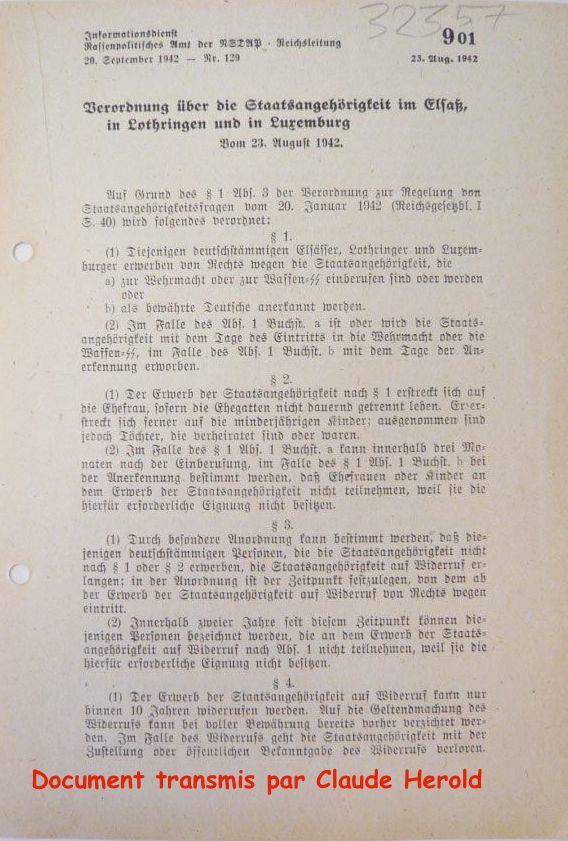 32357
Informationsdienst
Rassenpolitisches Amt der NSDAP · Reichsleitung
20. September 1942 — Nr. 129
901
23. Aug. 1942
Verordnung über die Staatsangehörigkeit im Elsaß,
in Lothringen und in Luxemburg
Vom 23. August 1942.
Auf Grund des § 1 Abs. 3 der Verordnung zur Regelung von
Staatsangehörigkeitsfragen vom 20. Januar 1942 (Reichsgesetzbl. I
S. 40) wird folgendes verordnet:
§ 1.
(1) Diejenigen deutschstämmigen Elsässer, Lothringer und Luxem-
burger erwerben von Rechts wegen die Staatsangehörigkeit, die
a) zur Wehrmacht oder zur Waffen-SS einberufen sind oder werden
oder
b) als bewährte Deutsche anerkannt werden.
(2) Im Falle des Abs. 1 Buchst. a ist oder wird die Staats-
angehörigkeit mit dem Tage des Eintritts in die Wehrmacht oder die
Waffen-SS, im Falle des Abs. 1 Buchst. b mit dem Tage der An-
erkennung erworben.
§ 2.
(1) Der Erwerb der Staatsangehörigkeit nach § 1 erstreckt sich auf
die Ehefrau, sofern die Ehegatten nicht dauernd getrennt leben. Er er-
streckt sich ferner auf die minderjährigen Kinder; ausgenommen sind
jedoch Töchter, die verheiratet sind oder waren.
(2) Im Falle des § 1 Abs. 1 Buchst. a kann innerhalb drei Mo-
naten nach der Einberufung, im Falle des § 1 Abs. 1 Buchst. b bei
der Anerkennung bestimmt werden, daß Ehefrauen oder Kinder an
dem Erwerb der Staatsangehörigkeit nicht teilnehmen, weil sie die
hierfür erforderliche Eignung nicht besitzen.
§ 3.
(1) Durch besondere Anordnung kann bestimmt werden, daß die-
jenigen deutschstämmigen Personen, die die Staatsangehörigkeit nicht
nach § 1 oder § 2 erwerben, die Staatsangehörigkeit auf Widerruf er-
langen; in der Anordnung ist der Zeitpunkt festzulegen, von dem ab
der Erwerb der Staatsangehörigkeit auf Widerruf von Rechts wegen
eintritt.
(2) Innerhalb zweier Jahre seit diesem Zeitpunkt können die-
jenigen Personen bezeichnet werden, die an dem Erwerb der Staats-
angehörigkeit auf Widerruf nach Abs. 1 nicht teilnehmen, weil sie die
hierfür erforderliche Eignung nicht besitzen.
§ 4.
(1) Der Erwerb der Staatsangehörigkeit auf Widerruf kann nur
binnen 10 Jahren widerrufen werden. Auf die Geltendmachung des
Widerrufs kann bei voller Bewährung bereits vorher verzichtet wer-
den. Im Falle des Widerrufs geht die Staatsangehörigkeit mit der
Zustellung oder öffentlichen Bekanntgabe des Widerrufs verloren.
Document transmis par Claude Herold